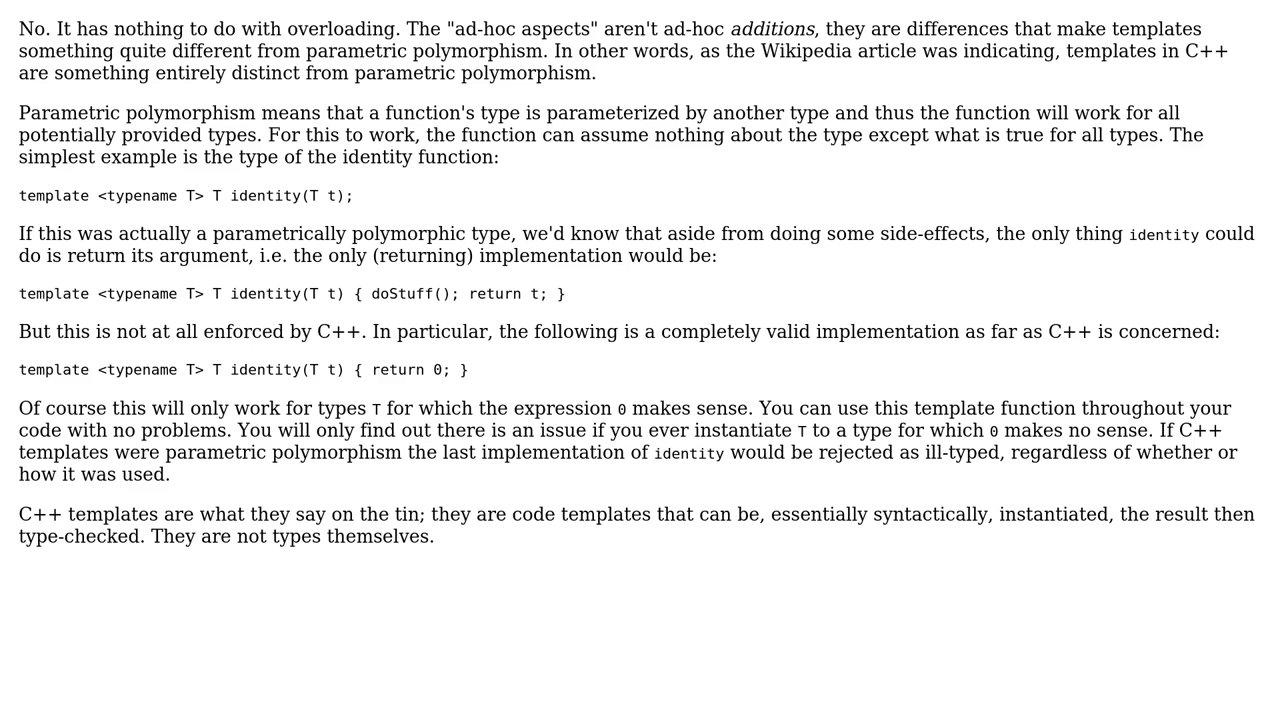 No. It has nothing to do with overloading. The "ad-hoc aspects" aren't ad-hoc additions, they are differences that make templates
something quite different from parametric polymorphism. In other words, as the Wikipedia article was indicating, templates in C++
are something entirely distinct from parametric polymorphism.
Parametric polymorphism means that a function's type is parameterized by another type and thus the function will work for all
potentially provided types. For this to work, the function can assume nothing about the type except what is true for all types. The
simplest example is the type of the identity function:
template <typename T> T identity(T t);
If this was actually a parametrically polymorphic type, we'd know that aside from doing some side-effects, the only thing identity could
do is return its argument, i.e. the only (returning) implementation would be:
template <typename T> T identity(T t) { doStuff(); return t; }
But this is not at all enforced by C++. In particular, the following is a completely valid implementation as far as C++ is concerned:
template <typename T> T identity(T t) { return 0; }
Of course this will only work for types T for which the expression 0 makes sense. You can use this template function throughout your
code with no problems. You will only find out there is an issue if you ever instantiate T to a type for which 0 makes no sense. If C++
templates were parametric polymorphism the last implementation of identity would be rejected as ill-typed, regardless of whether or
how it was used.
C++ templates are what they say on the tin; they are code templates that can be, essentially syntactically, instantiated, the result then
type-checked. They are not types themselves.